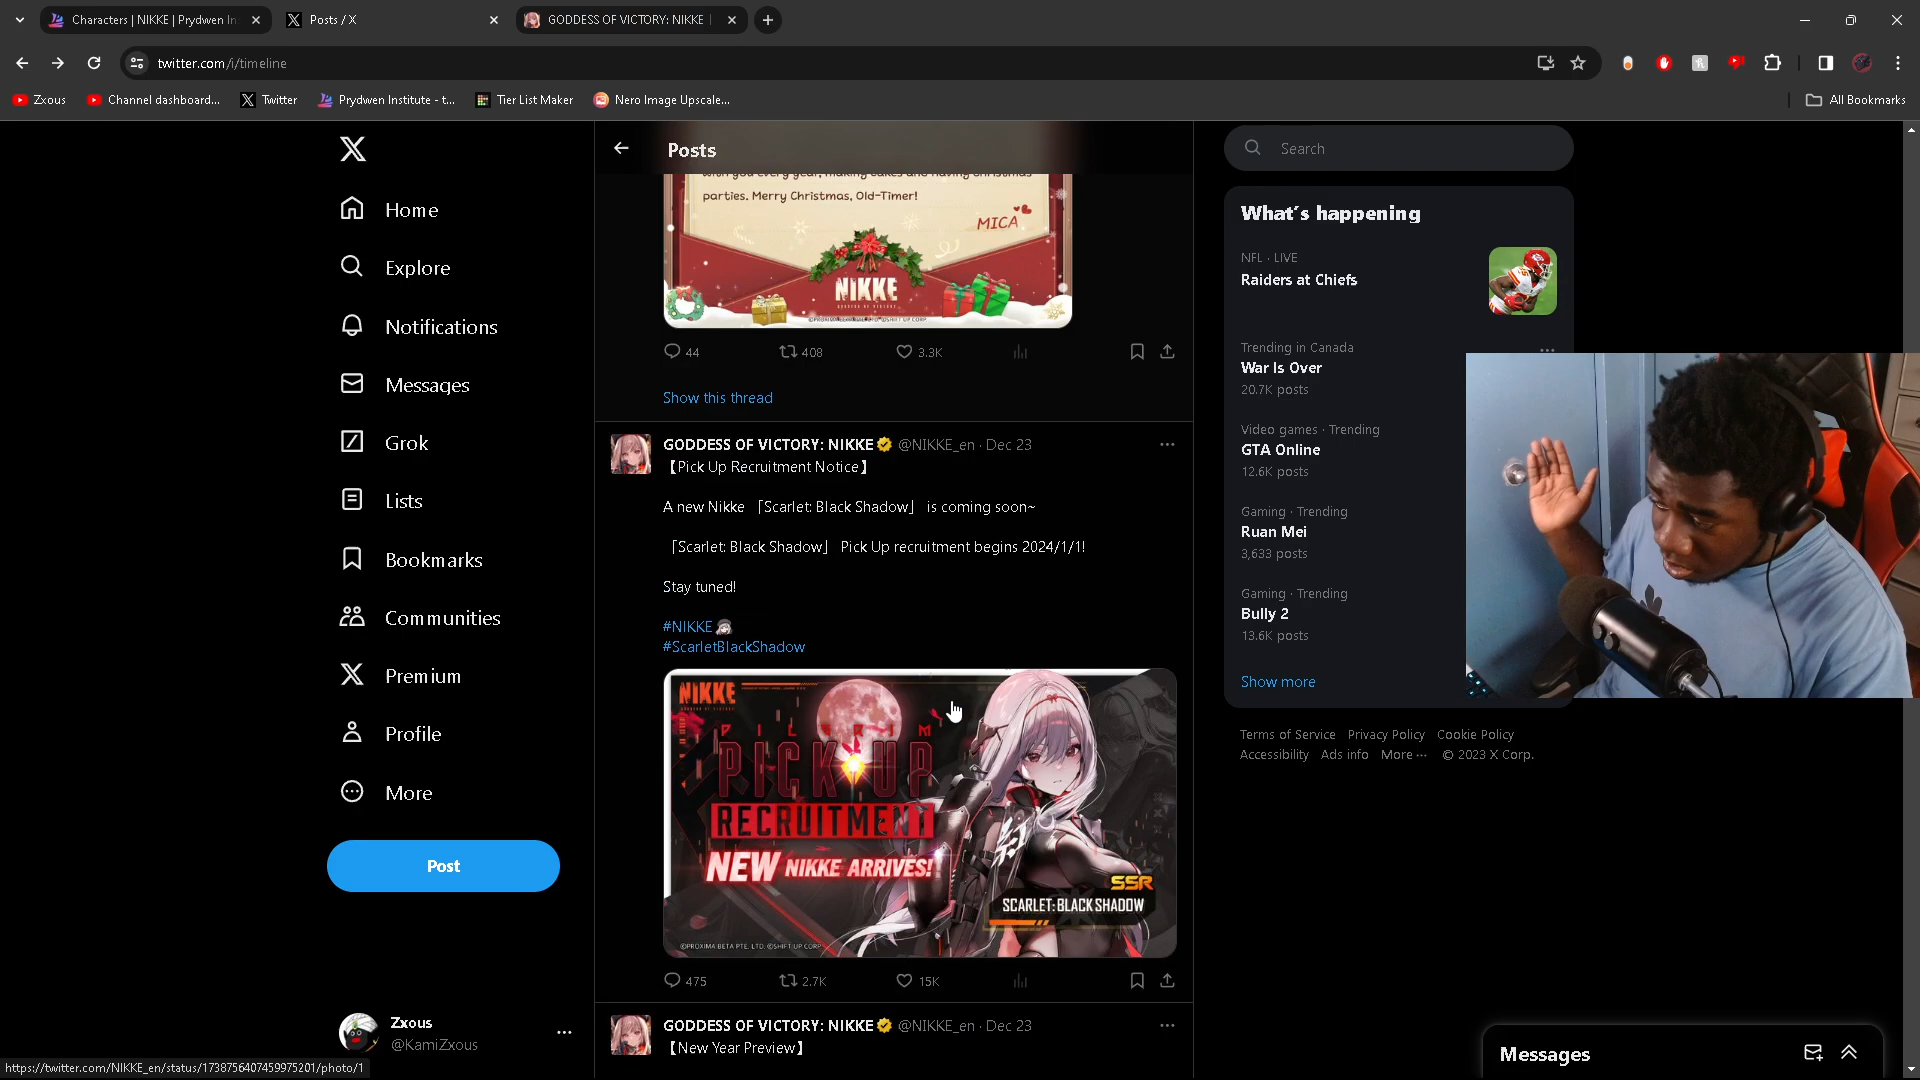 Characters | NIKKE | Prydwen In
Posts / X
GODDESS OF VICTORY: NIKKE |
twitter.com/i/timeline
Zxous
Channel dashboard...
Twitter
Prydwen Institute - t...
Tier List Maker
Nero Image Upscale...
All Bookmarks
Home
Explore
Notifications
Messages
Grok
Lists
Bookmarks
Communities
Premium
Profile
More
Post
Zxous
@KamiZxous
https://twitter.com/NIKKE_en/status/1738756407459975201/photo/1
Posts
wish you every year, making cakes and having Christmas
parties. Merry Christmas, Old-Timer!
MICA
NIKKE
44
408
3.3K
Show this thread
GODDESS OF VICTORY: NIKKE @NIKKE_en · Dec 23
【Pick Up Recruitment Notice】
A new Nikke 「Scarlet: Black Shadow」 is coming soon~
「Scarlet: Black Shadow」 Pick Up recruitment begins 2024/1/1!
Stay tuned!
#NIKKE
#ScarletBlackShadow
NIKKE
PILGRIM
PICK UP
RECRUITMENT
NEW NIKKE ARRIVES!
SSR
SCARLET: BLACK SHADOW
©PROXIMA BETA PTE. LTD. ©SHIFT UP CORP.
475
2.7K
15K
GODDESS OF VICTORY: NIKKE @NIKKE_en · Dec 23
【New Year Preview】
Search
What's happening
NFL · LIVE
Raiders at Chiefs
Trending in Canada
War Is Over
20.7K posts
Video games · Trending
GTA Online
12.6K posts
Gaming · Trending
Ruan Mei
3,633 posts
Gaming · Trending
Bully 2
13.6K posts
Show more
Terms of Service Privacy Policy Cookie Policy
Accessibility Ads info More ··· © 2023 X Corp.
Messages